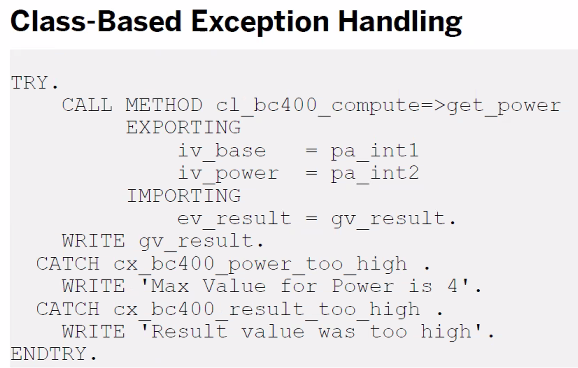 Class-Based Exception Handling
TRY.
CALL METHOD cl_bc400_compute=>get_power
EXPORTING
iv_base = pa_int1
iv_power = pa_int2
IMPORTING
ev_result = gv_result.
WRITE gv_result.
CATCH cx_bc400_power_too_high .
WRITE 'Max Value for Power is 4'.
CATCH cx_bc400_result_too_high .
WRITE 'Result value was too high'.
ENDTRY.